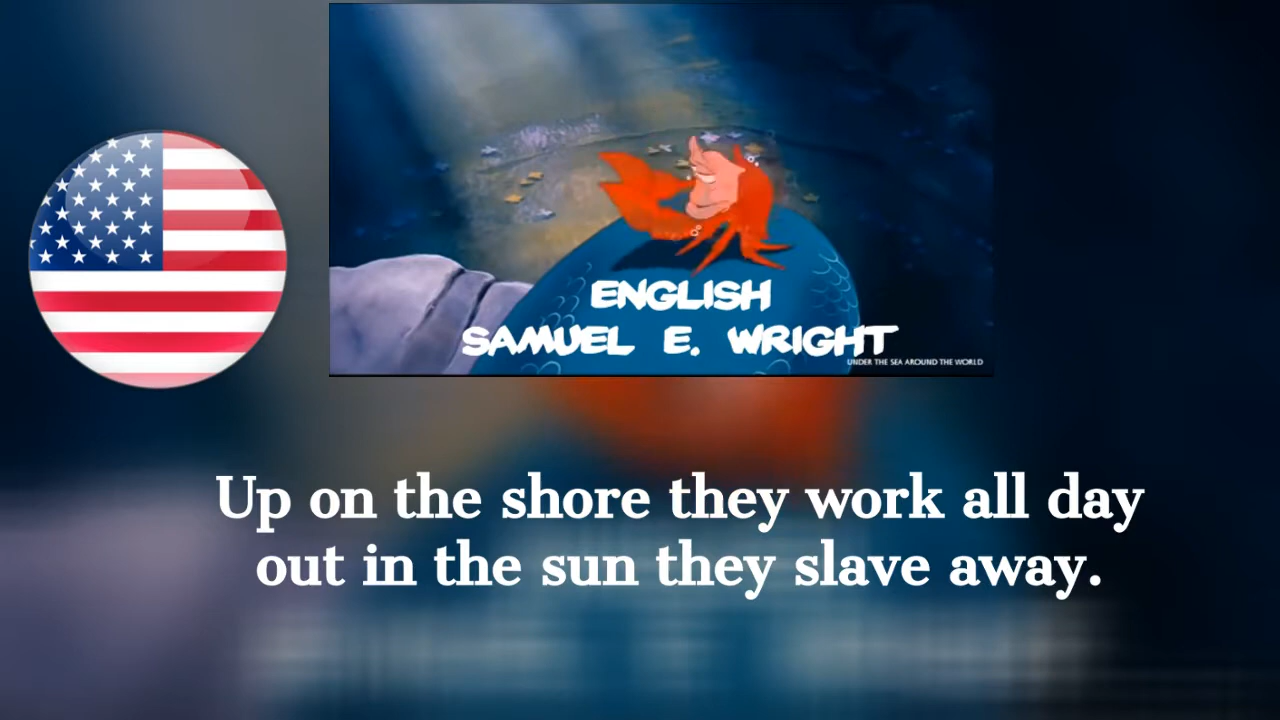 ENGLISH
SAMUEL E. WRIGHT
UNDER THE SEA AROUND THE WORLD
Up on the shore they work all day
out in the sun they slave away.